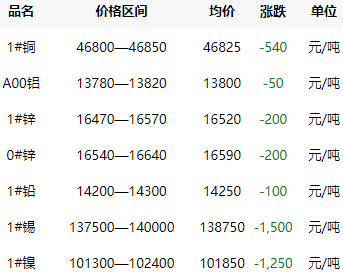 品名 价格区间 均价 涨跌 单位
1#铜 46800—46850 46825 -540 元/吨
A00铝 13780—13820 13800 -50 元/吨
1#锌 16470—16570 16520 -200 元/吨
0#锌 16540—16640 16590 -200 元/吨
1#铅 14200—14300 14250 -100 元/吨
1#锡 137500—140000 138750 -1,500 元/吨
1#镍 101300—102400 101850 -1,250 元/吨